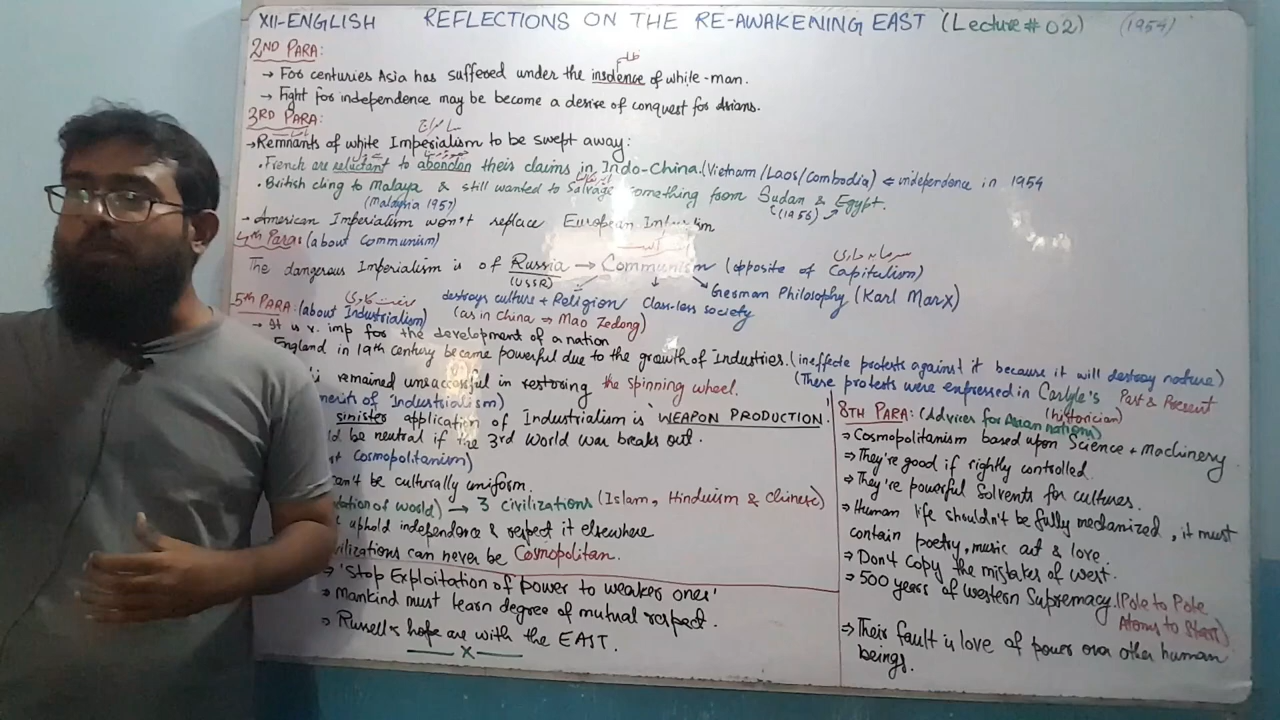 XII-ENGLISH REFLECTIONS ON THE RE-AWAKENING EAST (Lecture # 02) (1954)
2ND PARA:
ظلم
→ For centuries Asia has suffered under the insolence of white-man.
→ Fight for independence may be become a desire of conquest for Asians.
3RD PARA:
سامراج
→ Remnants of white Imperialism to be swept away:
• French are reluctant to abandon their claims in Indo-China. (Vietnam/Laos/Combodia) ⇐ independence in 1954
• British cling to Malaya & still wanted to Salvage something from Sudan & Egypt.
(Malaysia 1957) (1956)
→ American Imperialism won't replace European
4th Para: (about Communism)
سرمایہ داری
The dangerous Imperialism is of Russia → Communism (opposite of Capitalism)
(USSR)
destroys culture + Religion class-less society German Philosophy (Karl Marx)
5th PARA: (about Industrialism) (as in China ⇒ Mao Zedong)
صنعت کاری
→ It is v. imp for the development of a nation
England in 19th century became powerful due to the growth of Industries. (ineffecte protests against it because it will destroy nature)
remained unsuccessful in restoring the spinning wheel. (These protests were expressed in Carlyle's Past & Present
(historician)
merits of Industrialism)
sinister application of Industrialism is 'WEAPON PRODUCTION'.
be neutral if the 3rd World War breaks out.
Cosmopolitanism)
can't be culturally uniform.
of world) → 3 civilizations (Islam, Hinduism & Chinese)
uphold independence & respect it elsewhere
can never be Cosmopolitan.
⇒ 'Stop Exploitation of power to weaker ones'
⇒ Mankind must learn degree of mutual respect.
⇒ Russell's hope are with the EAST.
x
8TH PARA: (Advices for Asian nations)
⇒ Cosmopolitanism based upon Science + Machinery
⇒ They're good if rightly controlled.
⇒ They're powerful solvents for cultures.
⇒ Human life shouldn't be fully mechanized, it must
contain poetry, music art & love.
⇒ Don't copy the mistakes of west.
⇒ 500 years of western Supremacy. (Pole to Pole
Atoms to Stars)
⇒ Their fault is love of power over other human
beings.